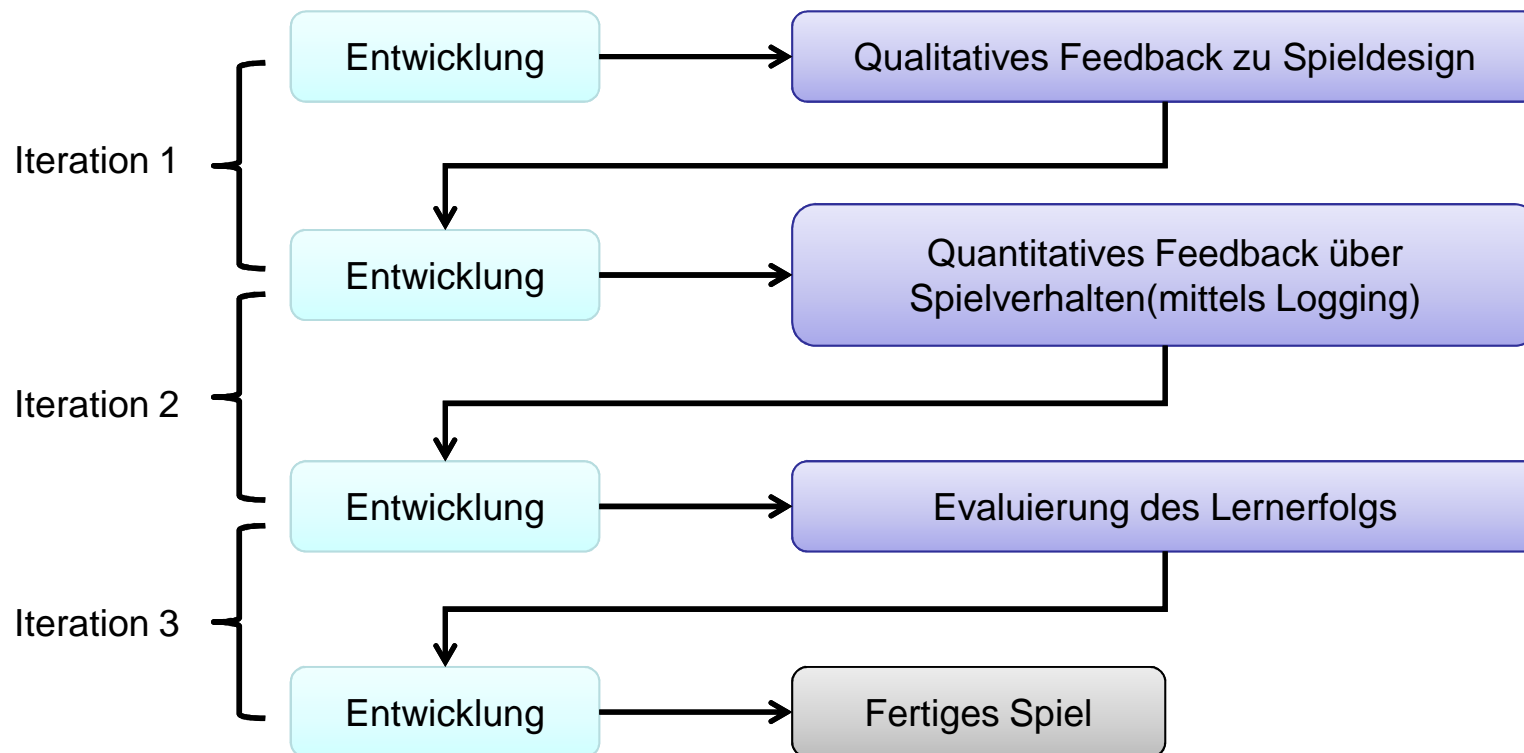 Entwicklung
Qualitatives Feedback zu Spieldesign
Iteration 1
Entwicklung
Quantitatives Feedback über
Spielverhalten(mittels Logging)
Iteration 2
Entwicklung
Evaluierung des Lernerfolgs
Iteration 3
Entwicklung
Fertiges Spiel